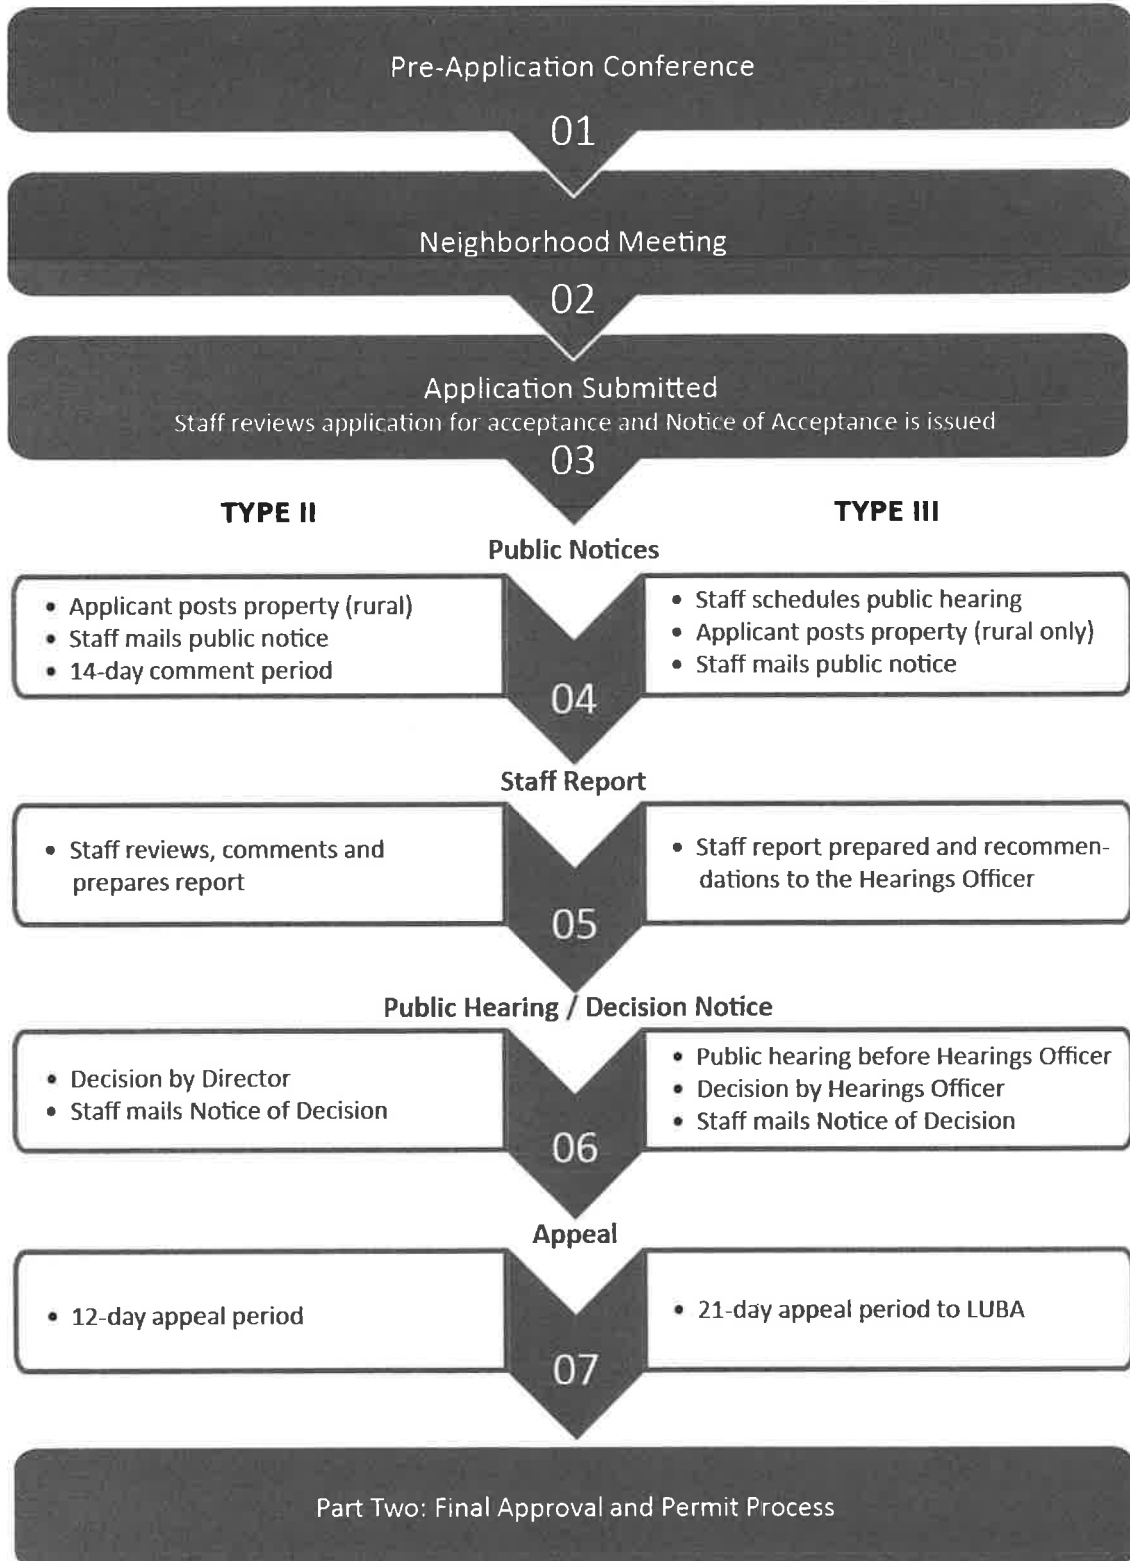 Pre-Application Conference
01
Neighborhood Meeting
02
Application Submitted
Staff reviews application for acceptance and Notice of Acceptance is issued
03
TYPE II
TYPE III
Public Notices
• Applicant posts property (rural)
• Staff mails public notice
• 14-day comment period
04
• Staff schedules public hearing
• Applicant posts property (rural only)
• Staff mails public notice
Staff Report
• Staff reviews, comments and
prepares report
05
• Staff report prepared and recommen-
dations to the Hearings Officer
Public Hearing / Decision Notice
• Decision by Director
• Staff mails Notice of Decision
06
• Public hearing before Hearings Officer
• Decision by Hearings Officer
• Staff mails Notice of Decision
Appeal
• 12-day appeal period
07
• 21-day appeal period to LUBA
Part Two: Final Approval and Permit Process